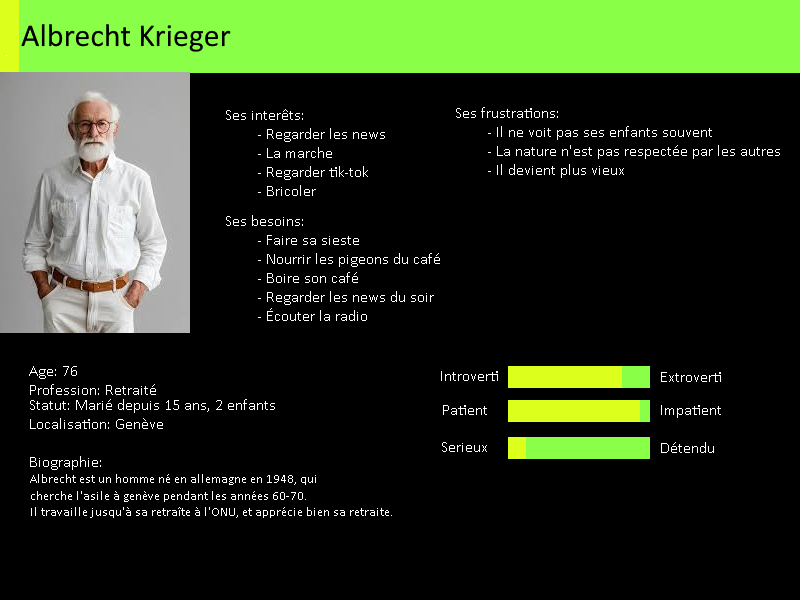 Albrecht Krieger
Ses interêts:
- Regarder les news
- La marche
- Regarder tik-tok
- Bricoler
Ses besoins:
- Faire sa sieste
- Nourrir les pigeons du café
- Boire son café
- Regarder les news du soir
- Écouter la radio
Ses frustrations:
- Il ne voit pas ses enfants souvent
- La nature n'est pas respectée par les autres
- Il devient plus vieux
Age: 76
Profession: Retraité
Statut: Marié depuis 15 ans, 2 enfants
Localisation: Genève
Biographie:
Albrecht est un homme né en allemagne en 1948, qui
cherche l'asile à genève pendant les années 60-70.
Il travaille jusqu'à sa retraîte à l'ONU, et apprécie bien sa retraite.
Introverti Extroverti
Patient Impatient
Serieux Détendu